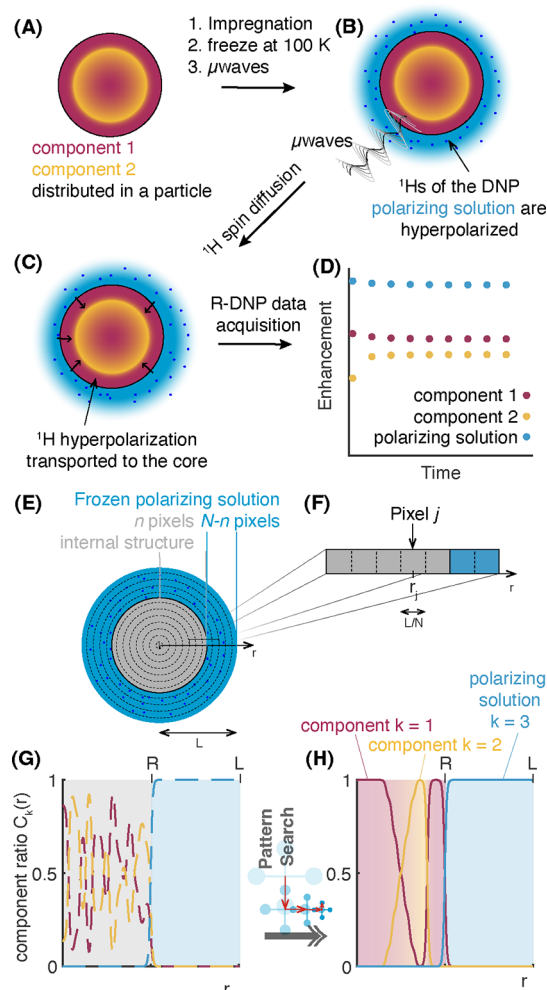 (A)
1. Impregnation
2. freeze at 100 K
3. μwaves
(B)
component 1
component 2
distributed in a particle
μwaves
¹Hs of the DNP
polarizing solution are
hyperpolarized
¹H spin diffusion
(C)
R-DNP data
acquisition
¹H hyperpolarization
transported to the core
(D)
Enhancement
component 1
component 2
polarizing solution
Time
(E)
Frozen polarizing solution
n pixels
N-n pixels
internal structure
r
L
(F)
Pixel j
r
rj
L/N
polarizing
solution
k = 3
component k = 1
component k = 2
(G)
R
L
component ratio Ck(r)
1
0.5
0
r
Pattern
Search
(H)
R
L
1
0.5
0
r